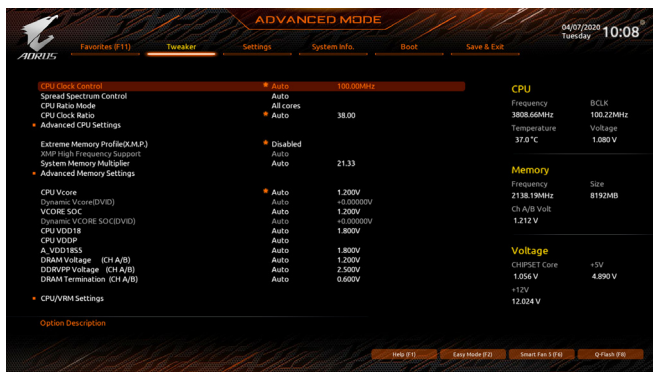 ADVANCED MODE
04/07/2020 Tuesday 10:08
AORUS
Favorites (F11) Tweaker Settings System Info. Boot Save & Exit
CPU Clock Control Auto 100.00MHz
Spread Spectrum Control Auto
CPU Ratio Mode All cores
CPU Clock Ratio Auto 38.00
Advanced CPU Settings
Extreme Memory Profile(X.M.P.) Disabled
XMP High Frequency Support Auto
System Memory Multiplier Auto 21.33
Advanced Memory Settings
CPU Vcore Auto 1.200V
Dynamic Vcore(DVID) Auto +0.00000V
VCORE SOC Auto 1.200V
Dynamic VCORE SOC(DVID) Auto +0.00000V
CPU VDD18 Auto 1.800V
CPU VDDP Auto
A_VDD18S5 Auto 1.800V
DRAM Voltage (CH A/B) Auto 1.200V
DDRVPP Voltage (CH A/B) Auto 2.500V
DRAM Termination (CH A/B) Auto 0.600V
CPU/VRM Settings
Option Description
CPU
Frequency BCLK
3808.66MHz 100.22MHz
Temperature Voltage
37.0 °C 1.080 V
Memory
Frequency Size
2138.19MHz 8192MB
Ch A/B Volt
1.212 V
Voltage
CHIPSET Core +5V
1.056 V 4.890 V
+12V
12.024 V
Help (F1) Easy Mode (F2) Smart Fan 5 (F6) Q-Flash (F8)